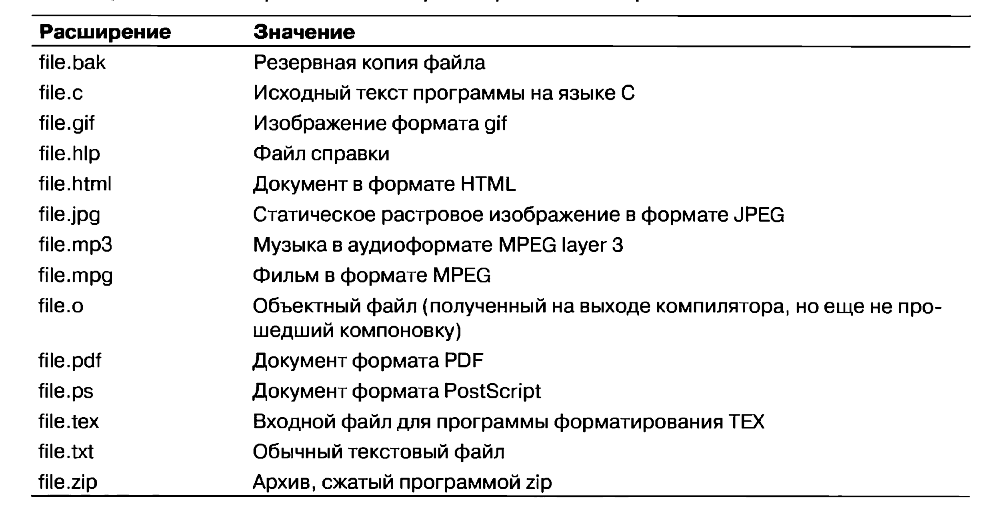 Расширение Значение
file.bak Резервная копия файла
file.c Исходный текст программы на языке C
file.gif Изображение формата gif
file.hlp Файл справки
file.html Документ в формате HTML
file.jpg Статическое растровое изображение в формате JPEG
file.mp3 Музыка в аудиоформате MPEG layer 3
file.mpg Фильм в формате MPEG
file.o Объектный файл (полученный на выходе компилятора, но еще не про-
шедший компоновку)
file.pdf Документ формата PDF
file.ps Документ формата PostScript
file.tex Входной файл для программы форматирования TEX
file.txt Обычный текстовый файл
file.zip Архив, сжатый программой zip